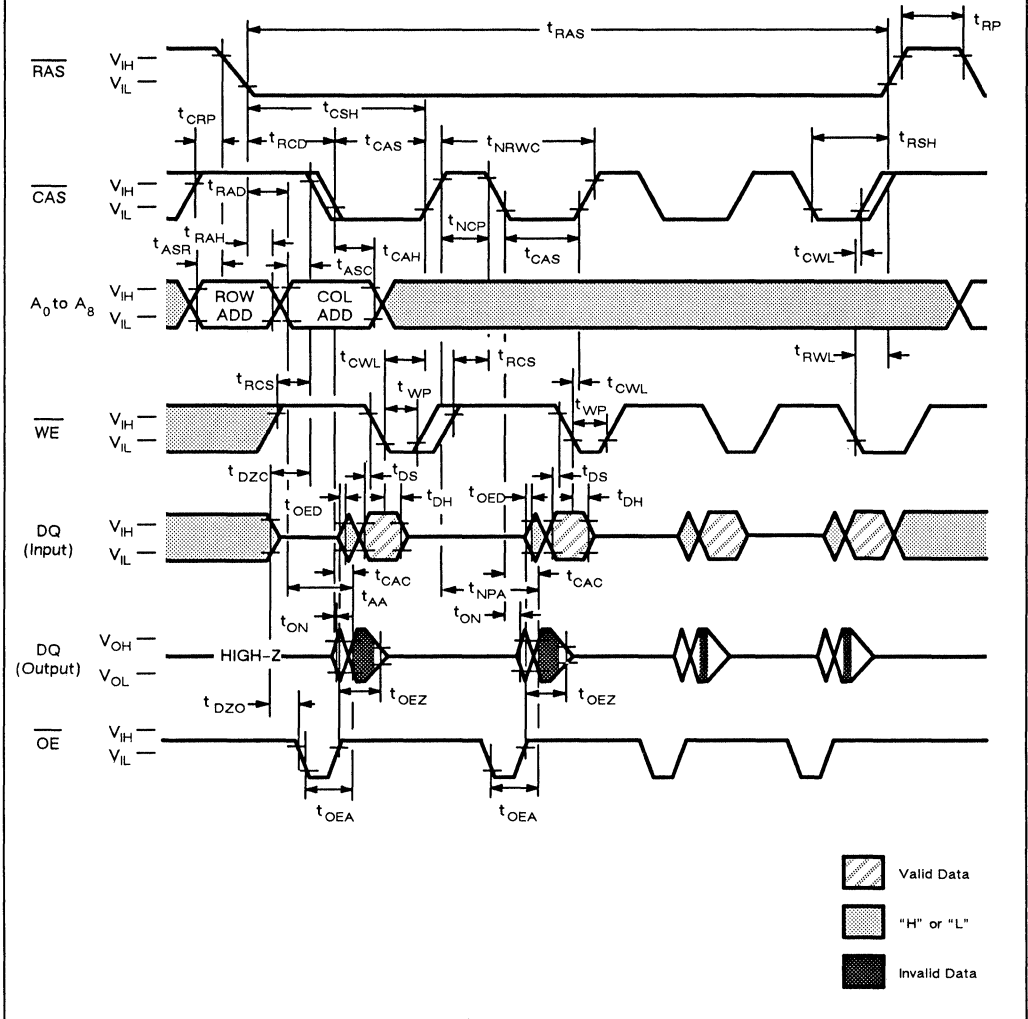 tRAS
tRP
RAS
VIH
VIL
tCRP
tCSH
tRCD
tCAS
tNRWC
tRSH
CAS
VIH
VIL
tRAD
tNCP
tRAH
tASR
tASC
tCAH
tCAS
tCWL
A0 to A8
VIH
VIL
ROW ADD
COL ADD
tCWL
tRCS
tRWL
tRCS
tWP
tCWL
tWP
WE
VIH
VIL
tDZC
tDS
tDS
tOED
tDH
tOED
tDH
DQ (Input)
VIH
VIL
tCAC
tCAC
tAA
tNPA
tON
tON
DQ (Output)
VOH
VOL
HIGH-Z
tOEZ
tOEZ
tDZO
OE
VIH
VIL
tOEA
tOEA
Valid Data
"H" or "L"
Invalid Data